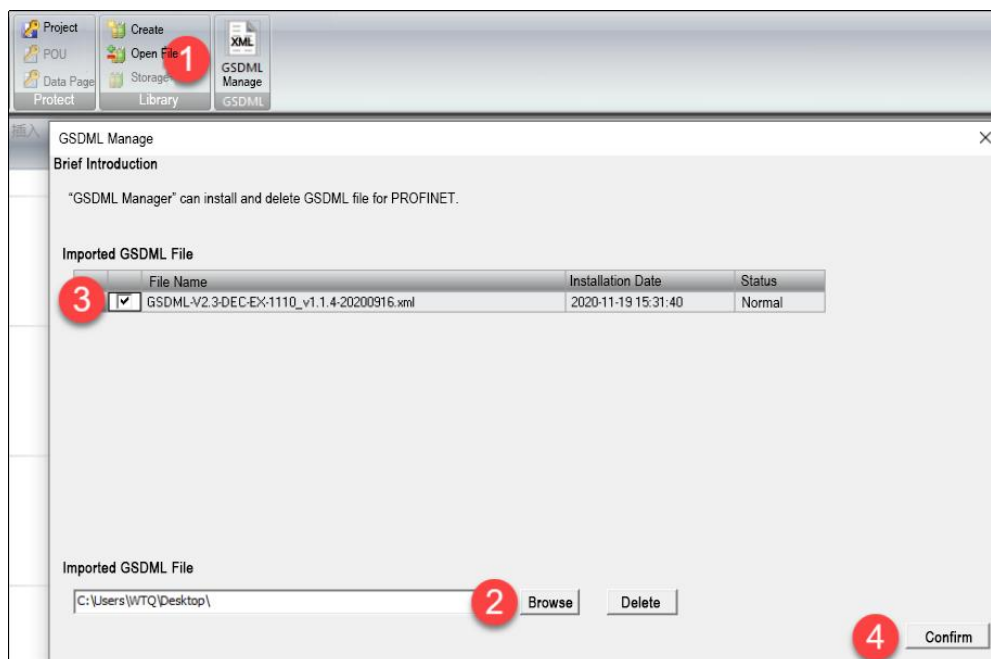 Project
POU
Data Page
Protect
Create
Open File
Storage
Library
1
XML
GSDML
Manage
GSDML
插入
GSDML Manage
Brief Introduction
“GSDML Manager” can install and delete GSDML file for PROFINET.
Imported GSDML File
File Name Installation Date Status
3 GSDML-V2.3-DEC-EX-1110_v1.1.4-20200916.xml 2020-11-19 15:31:40 Normal
Imported GSDML File
C:\Users\WTQ\Desktop\ 2 Browse Delete
4 Confirm